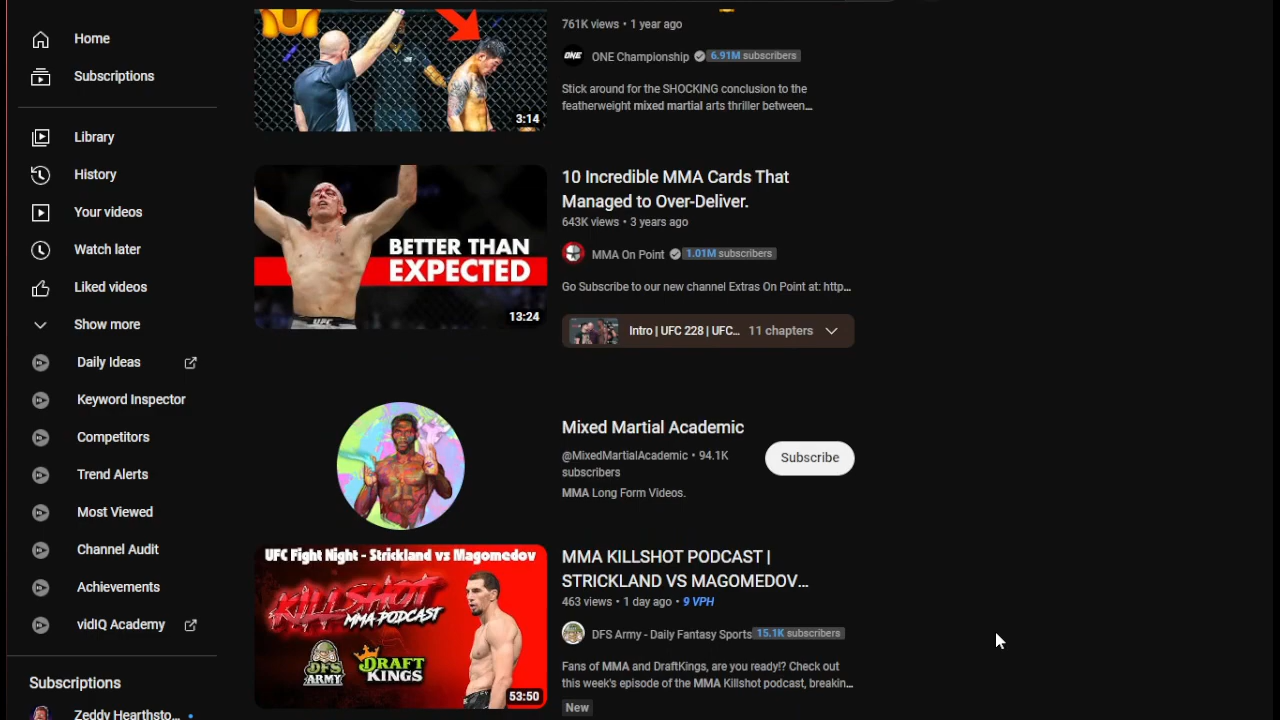 Home
Subscriptions
Library
History
Your videos
Watch later
Liked videos
Show more
Daily Ideas
Keyword Inspector
Competitors
Trend Alerts
Most Viewed
Channel Audit
Achievements
vidIQ Academy
Subscriptions
Zeddy Hearthsto...
3:14
761K views • 1 year ago
ONE
ONE Championship 6.91M subscribers
Stick around for the SHOCKING conclusion to the
featherweight mixed martial arts thriller between...
BETTER THAN
EXPECTED
UFC
13:24
10 Incredible MMA Cards That
Managed to Over-Deliver.
643K views • 3 years ago
MMA On Point 1.01M subscribers
Go Subscribe to our new channel Extras On Point at: http...
Intro | UFC 228 | UFC... 11 chapters
Mixed Martial Academic
@MixedMartialAcademic • 94.1K
subscribers
MMA Long Form Videos.
Subscribe
UFC Fight Night - Strickland vs Magomedov
KILLSHOT
MMA PODCAST
DFS
ARMY
DRAFT
KINGS
53:50
MMA KILLSHOT PODCAST |
STRICKLAND VS MAGOMEDOV...
463 views • 1 day ago • 9 VPH
DFS Army - Daily Fantasy Sports 15.1K subscribers
Fans of MMA and DraftKings, are you ready!? Check out
this week's episode of the MMA Killshot podcast, breakin...
New